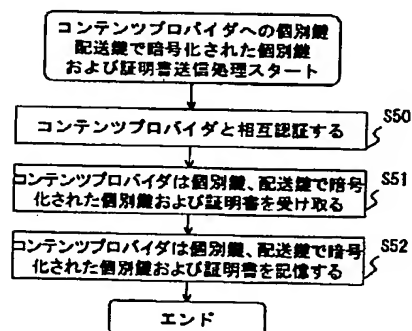 コンテンツプロバイダへの個別鍵
配送鍵で暗号化された個別鍵
および証明書送信処理スタート
S50
コンテンツプロバイダと相互認証する
S51
コンテンツプロバイダは個別鍵、配送鍵で暗号
化された個別鍵および証明書を受け取る
S52
コンテンツプロバイダは個別鍵、配送鍵で暗号
化された個別鍵および証明書を記憶する
エンド